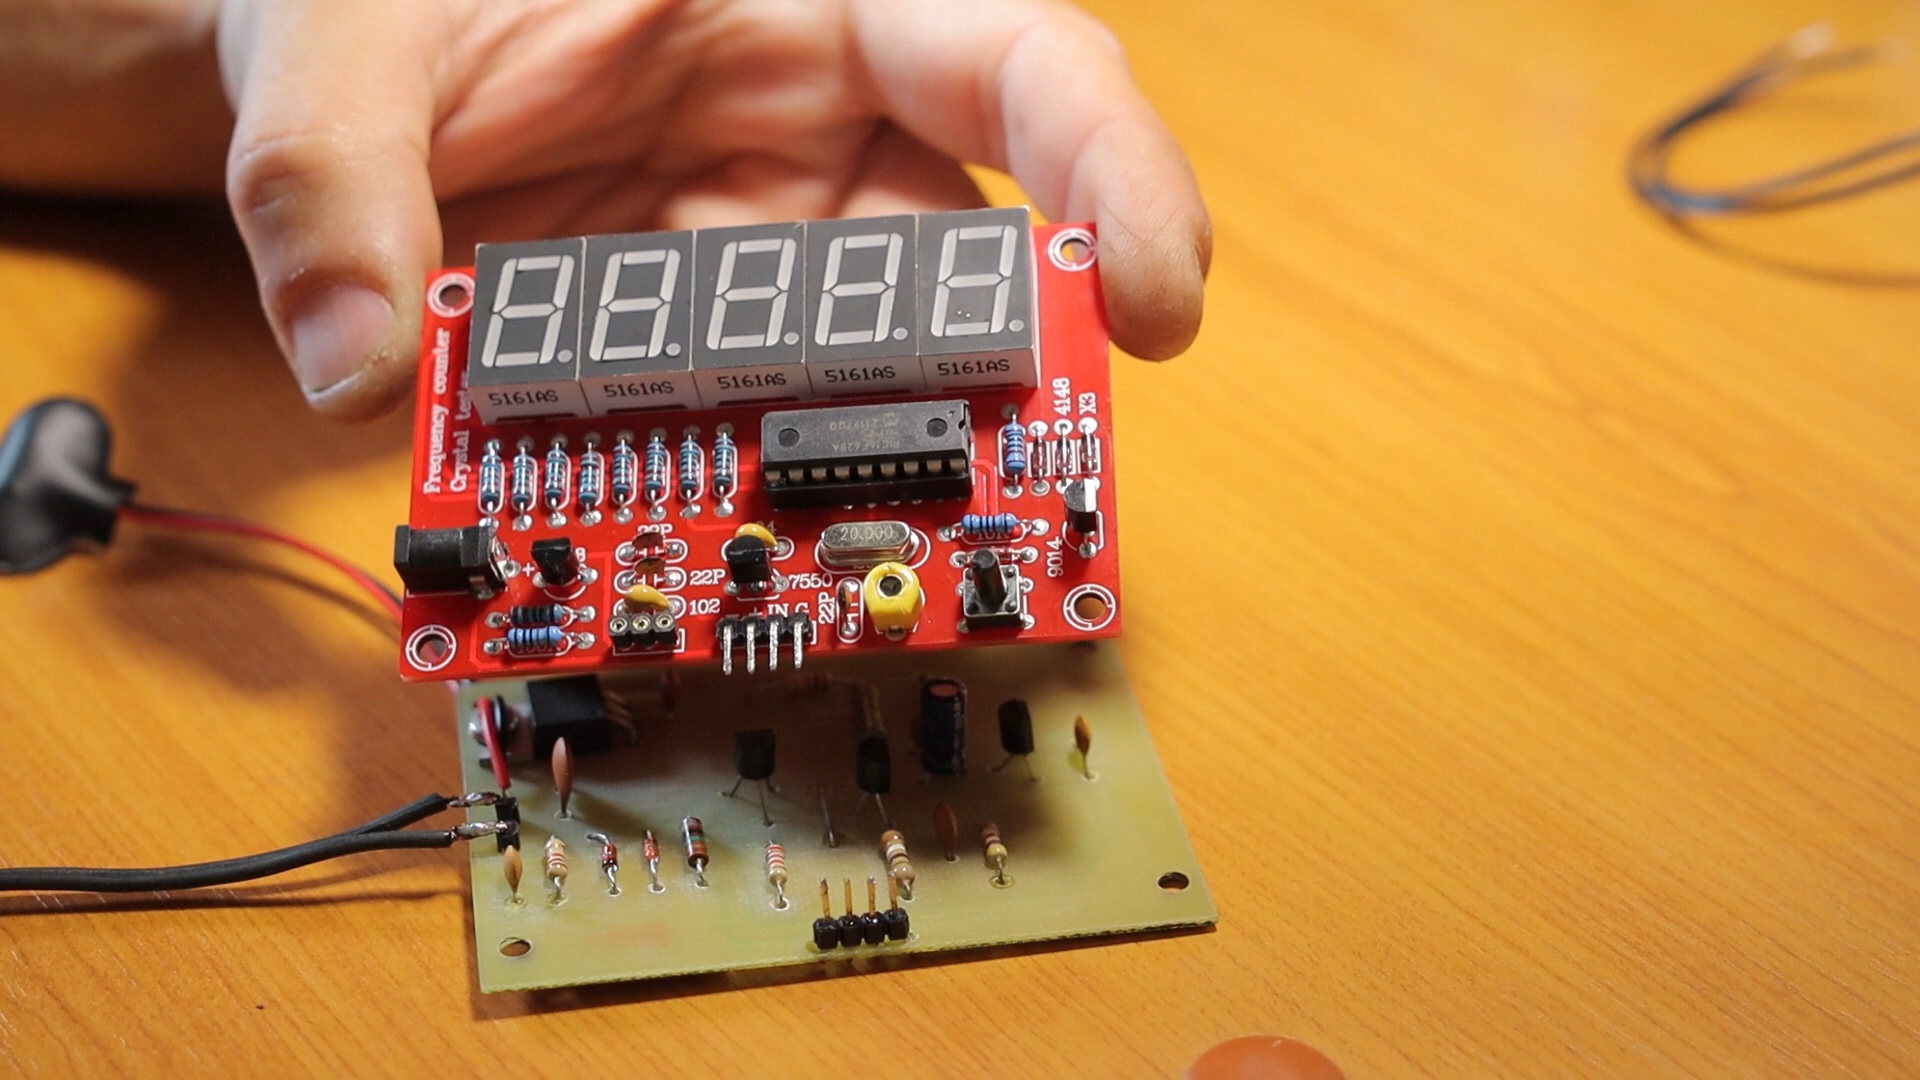 5161AS
5161AS
5161AS
5161AS
5161AS
Frequency counter
Crystal
4148
X3
20.000
9014
22P
22P
7550
102
+ IN G
22P
+